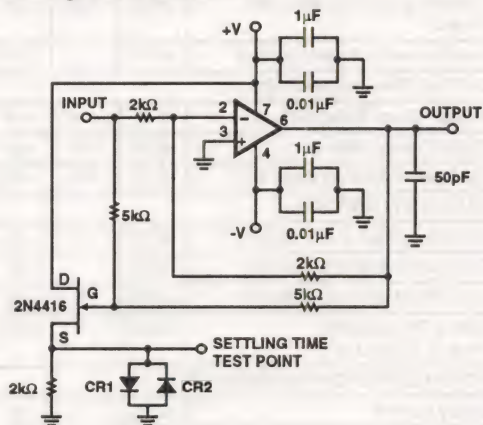 +V
1µF
0.01µF
INPUT
2kΩ
2
7
6
3
4
OUTPUT
50pF
1µF
0.01µF
-V
5kΩ
2kΩ
5kΩ
D
G
2N4416
S
SETTLING TIME
TEST POINT
2kΩ
CR1
CR2